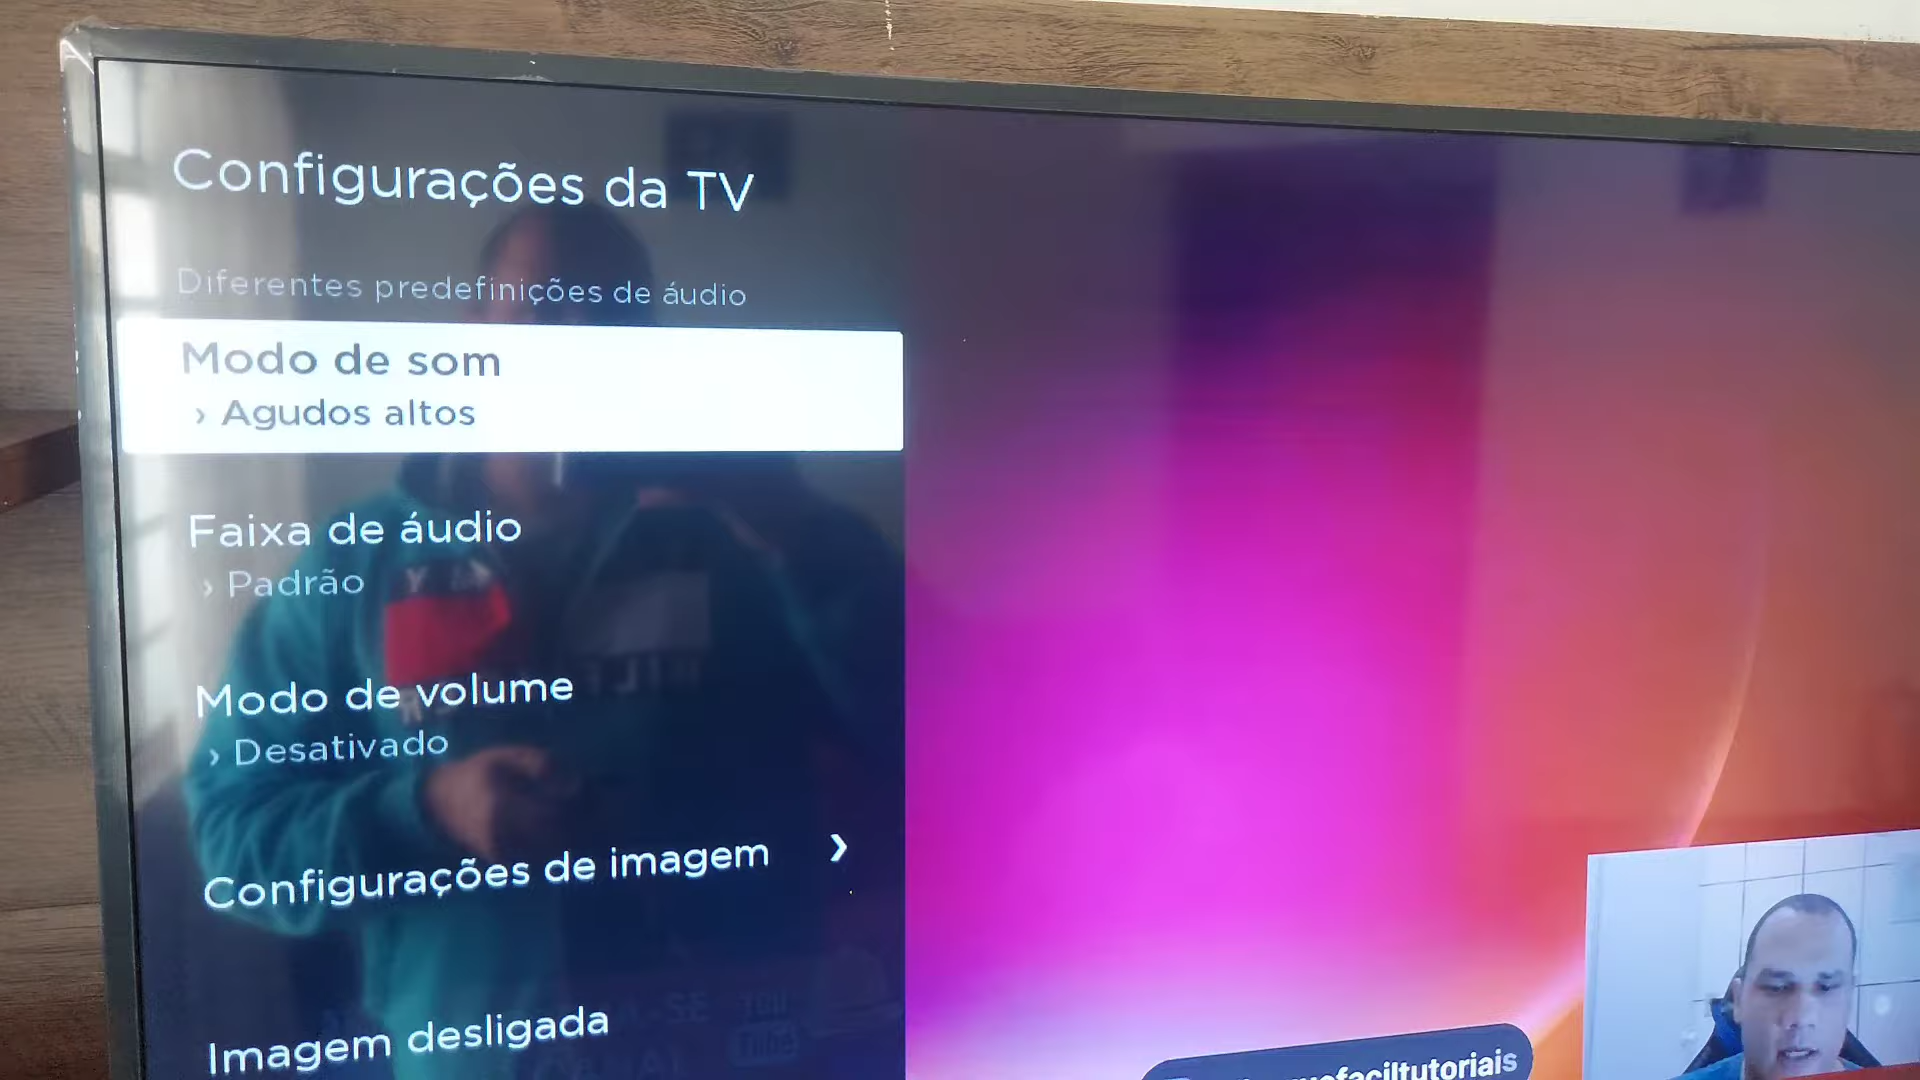 Configurações da TV
Diferentes predefinições de áudio
Modo de som
› Agudos altos
Faixa de áudio
› Padrão
Modo de volume
› Desativado
Configurações de imagem ›
Imagem desligada